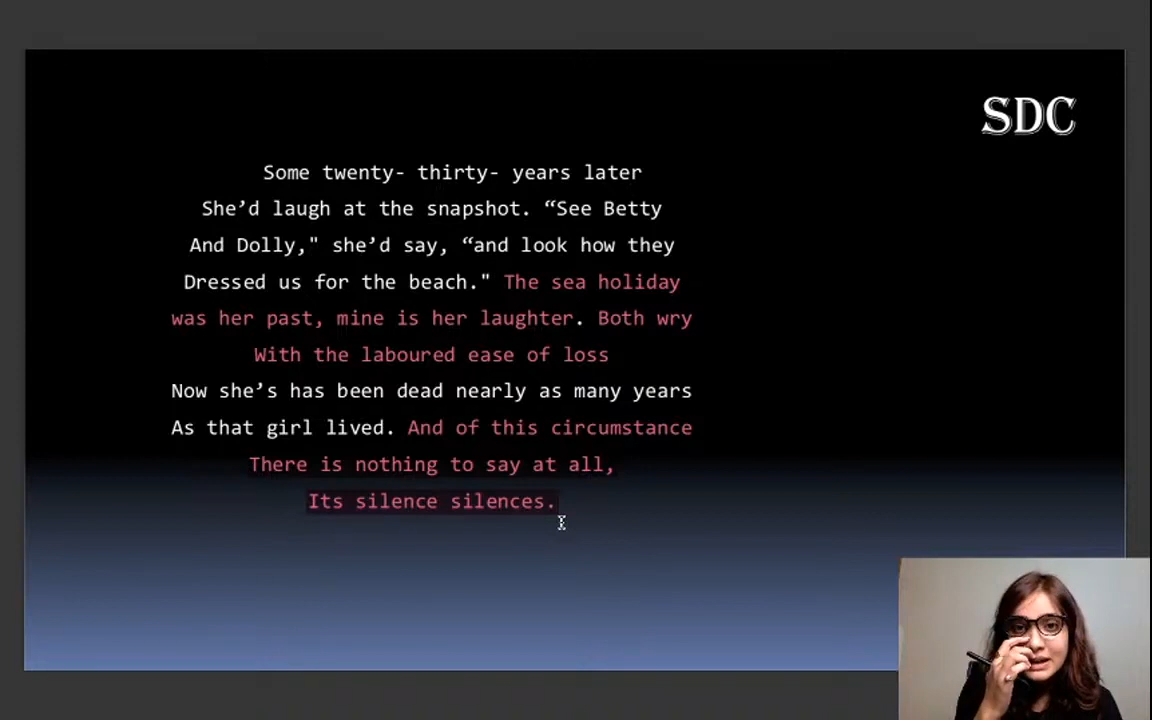 SDC
Some twenty- thirty- years later
She’d laugh at the snapshot. “See Betty
And Dolly," she’d say, “and look how they
Dressed us for the beach." The sea holiday
was her past, mine is her laughter. Both wry
With the laboured ease of loss
Now she’s has been dead nearly as many years
As that girl lived. And of this circumstance
There is nothing to say at all,
Its silence silences.